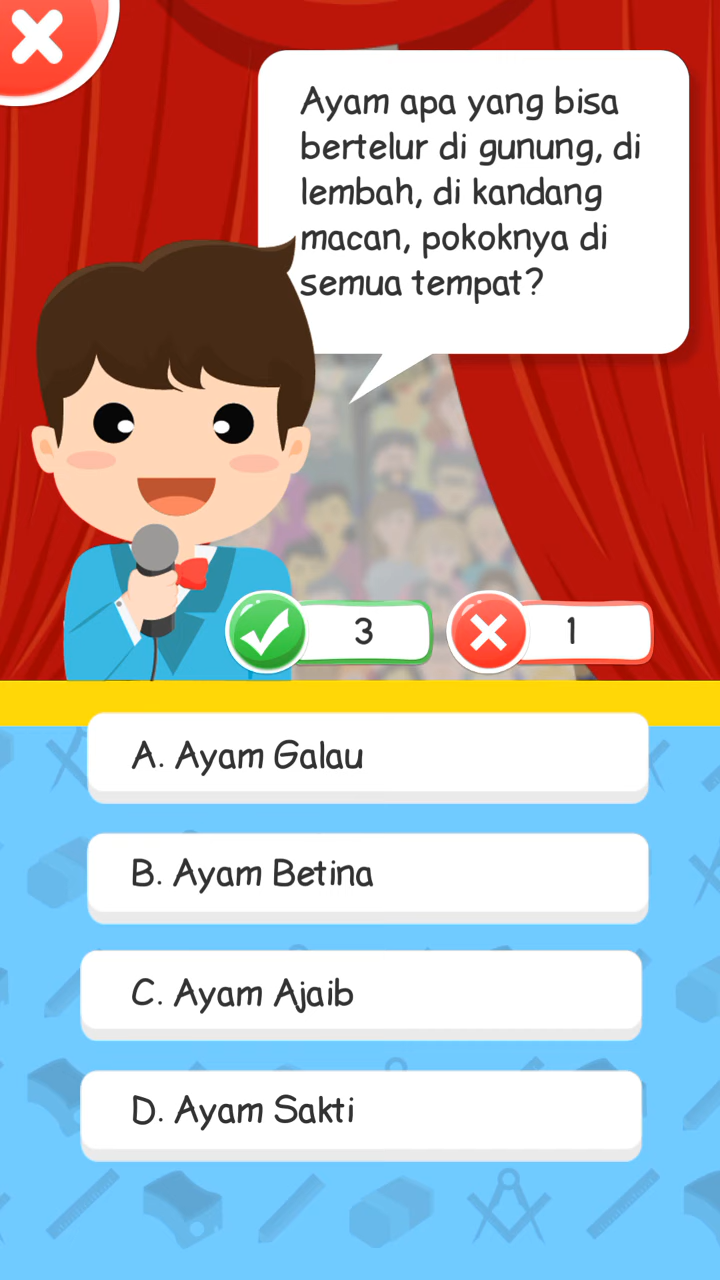 Ayam apa yang bisa
bertelur di gunung, di
lembah, di kandang
macan, pokoknya di
semua tempat?
3
1
A. Ayam Galau
B. Ayam Betina
C. Ayam Ajaib
D. Ayam Sakti